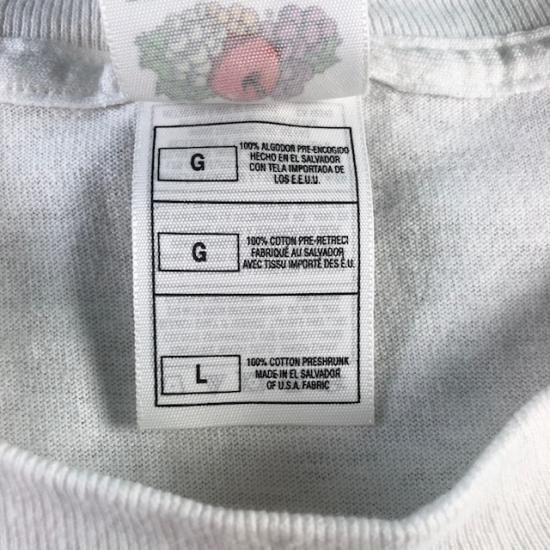 G
100% ALGODON PRE-ENCOGIDO
HECHO EN EL SALVADOR
CON TELA IMPORTADA DE
LOS E.E.U.U.
G
100% COTON PRE-RETRECI
FABRIQUÉ AU SALVADOR
AVEC TISSU IMPORTÉ DES É.U.
L
100% COTTON PRESHRUNK
MADE IN EL SALVADOR
OF U.S.A. FABRIC